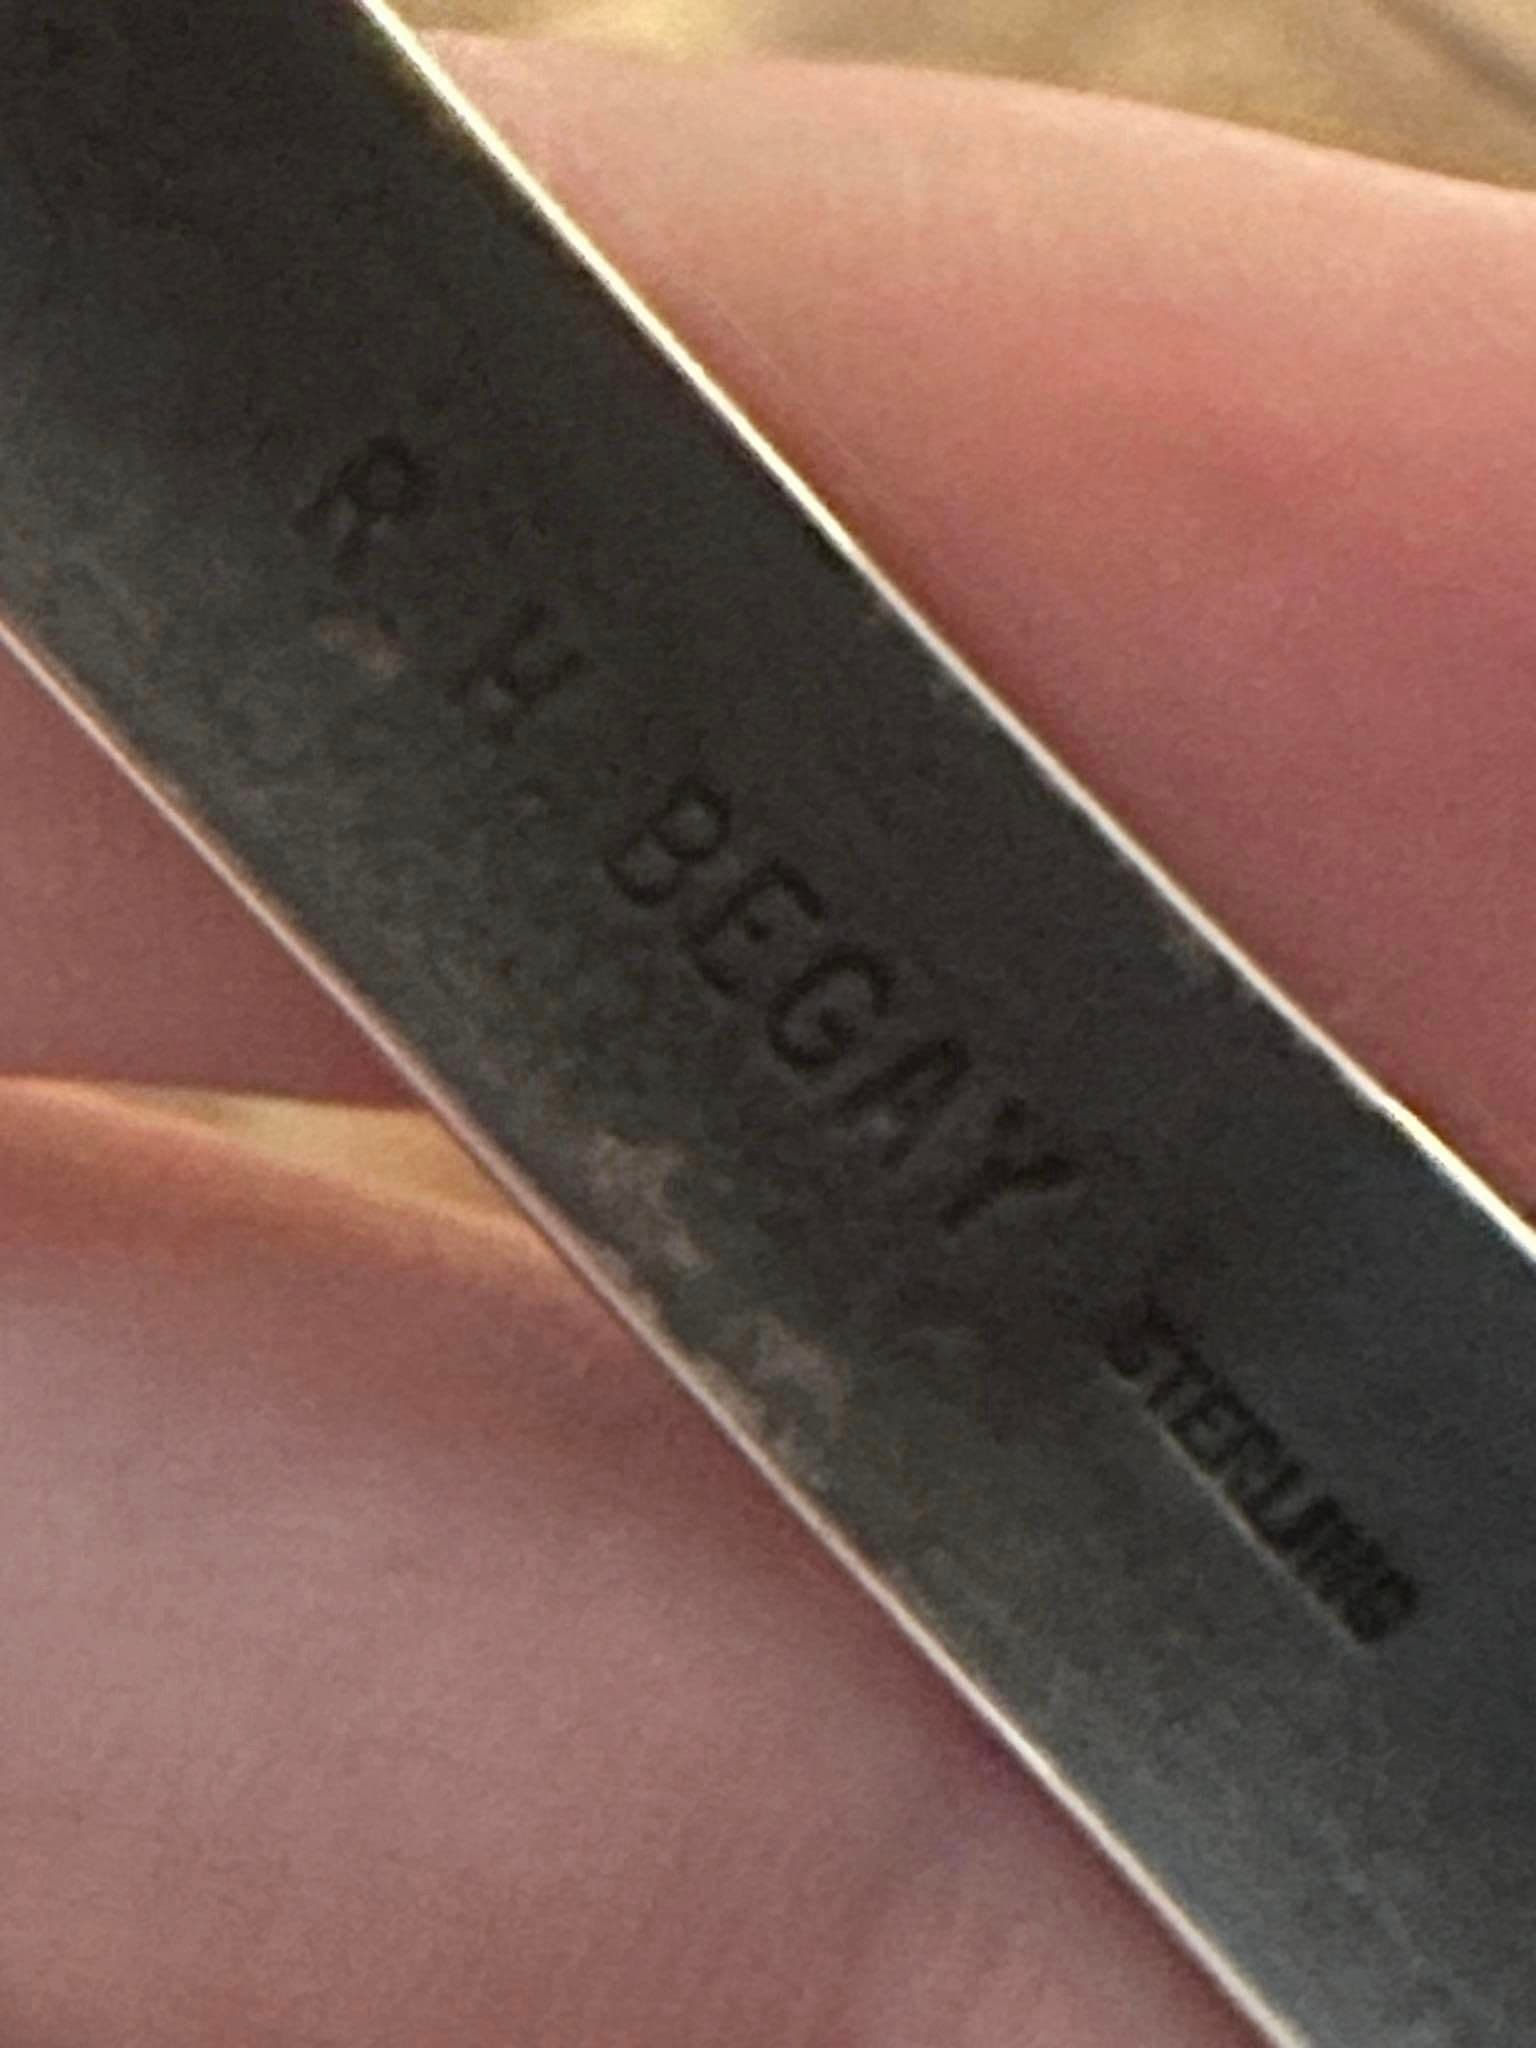 R. H. BEGAY
STERLING